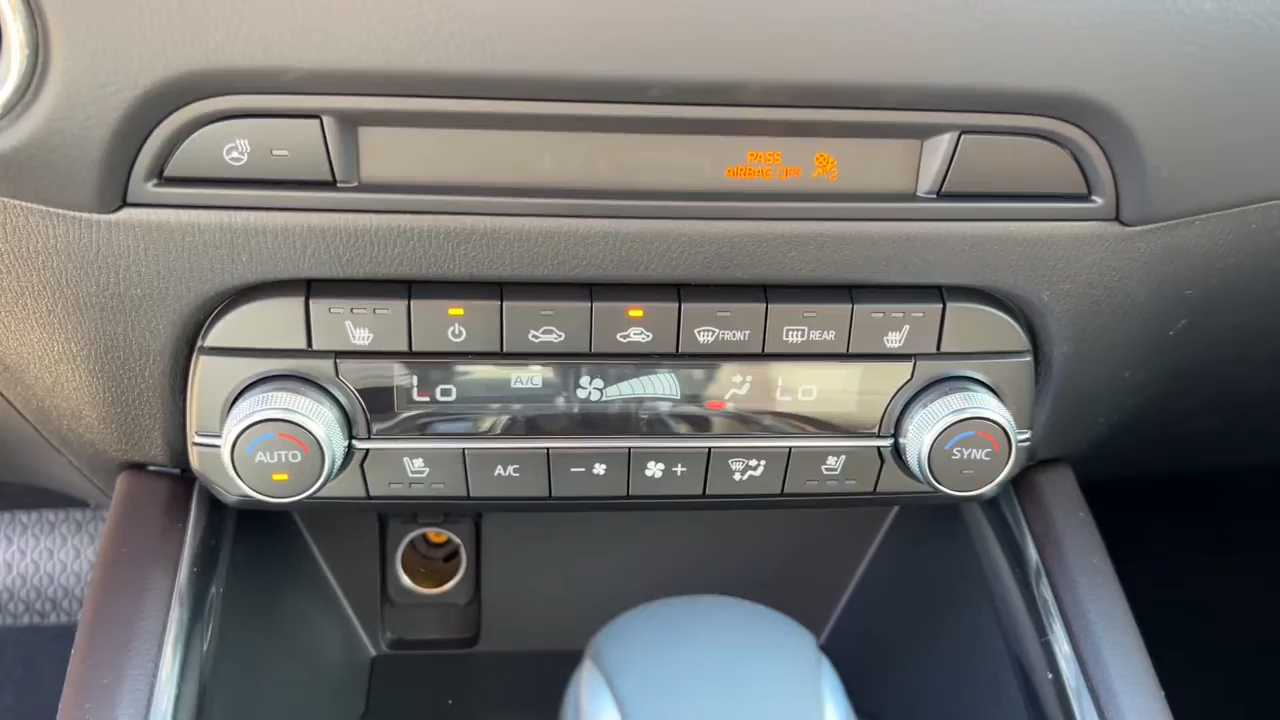 PASS
AIRBAG OFF
FRONT
REAR
Lo
A/C
Lo
AUTO
A/C
− +
SYNC